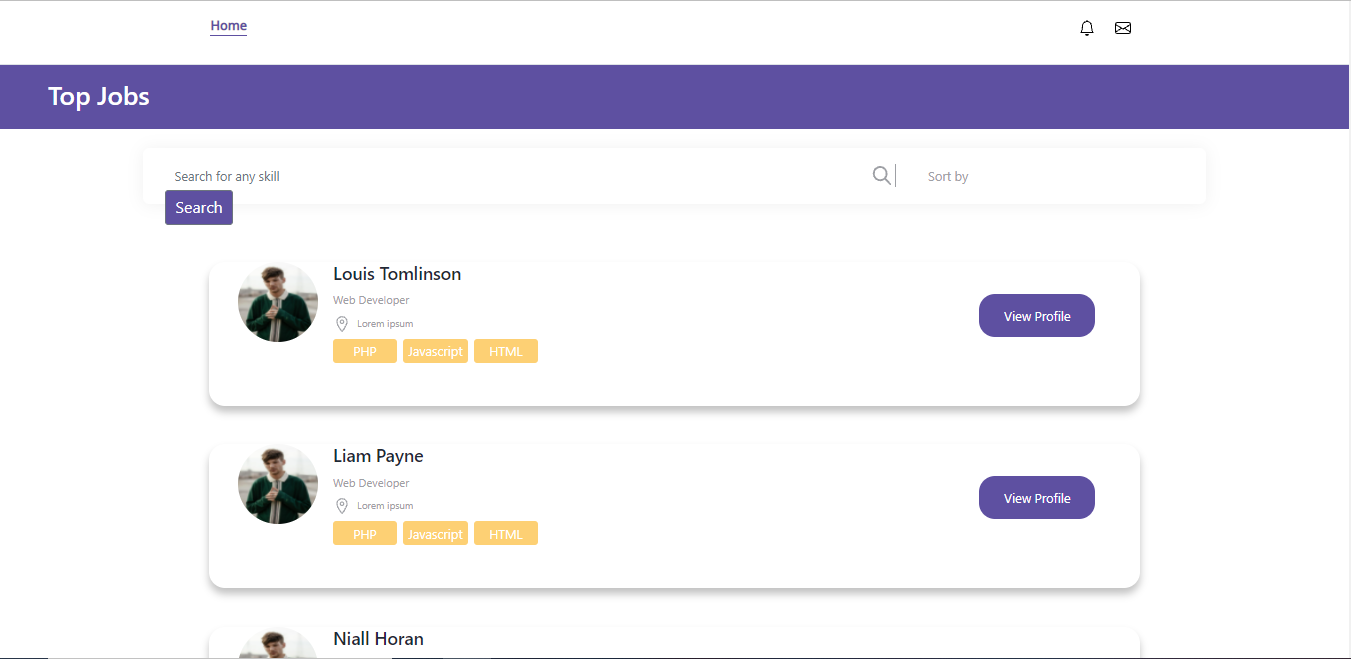 Home
Top Jobs
Search for any skill
Sort by
Search
Louis Tomlinson
Web Developer
Lorem ipsum
PHP Javascript HTML
View Profile
Liam Payne
Web Developer
Lorem ipsum
PHP Javascript HTML
View Profile
Niall Horan